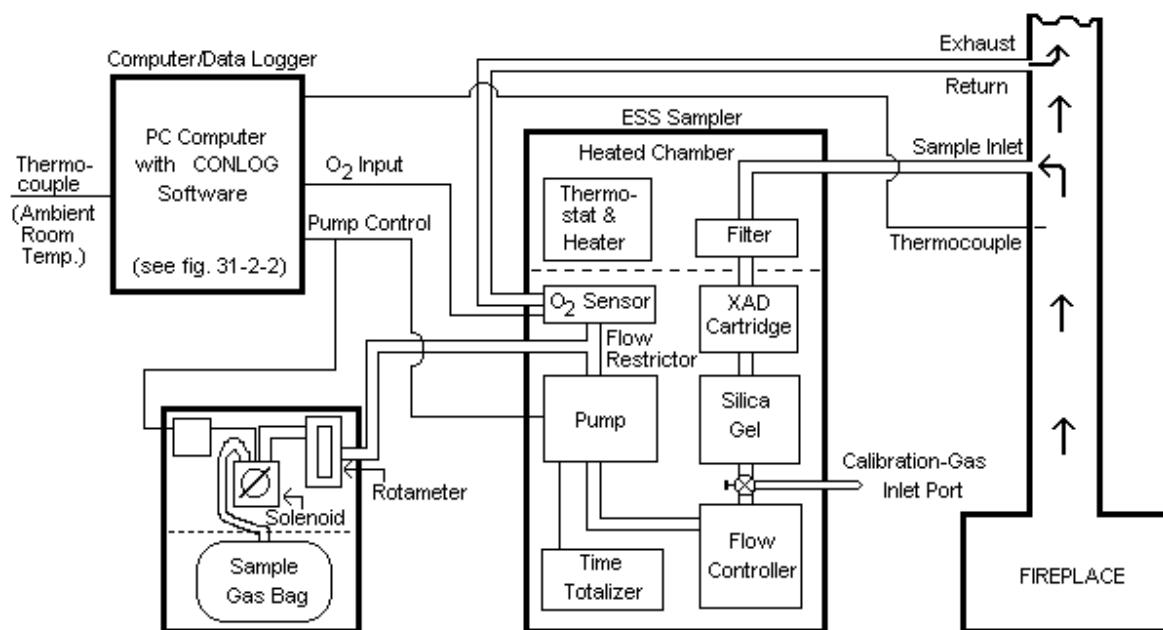 Computer/Data Logger
PC Computer
with CONLOG
Software
(see fig. 31-2-2)
Thermo-
couple
(Ambient
Room
Temp.)
O2 Input
Pump Control
Exhaust
Return
ESS Sampler
Heated Chamber
Sample Inlet
Thermo-
stat &
Heater
Filter
Thermocouple
O2 Sensor
XAD
Cartridge
Flow
Restrictor
Pump
Silica
Gel
Calibration-Gas
Inlet Port
Rotameter
Solenoid
Sample
Gas Bag
Time
Totalizer
Flow
Controller
FIREPLACE